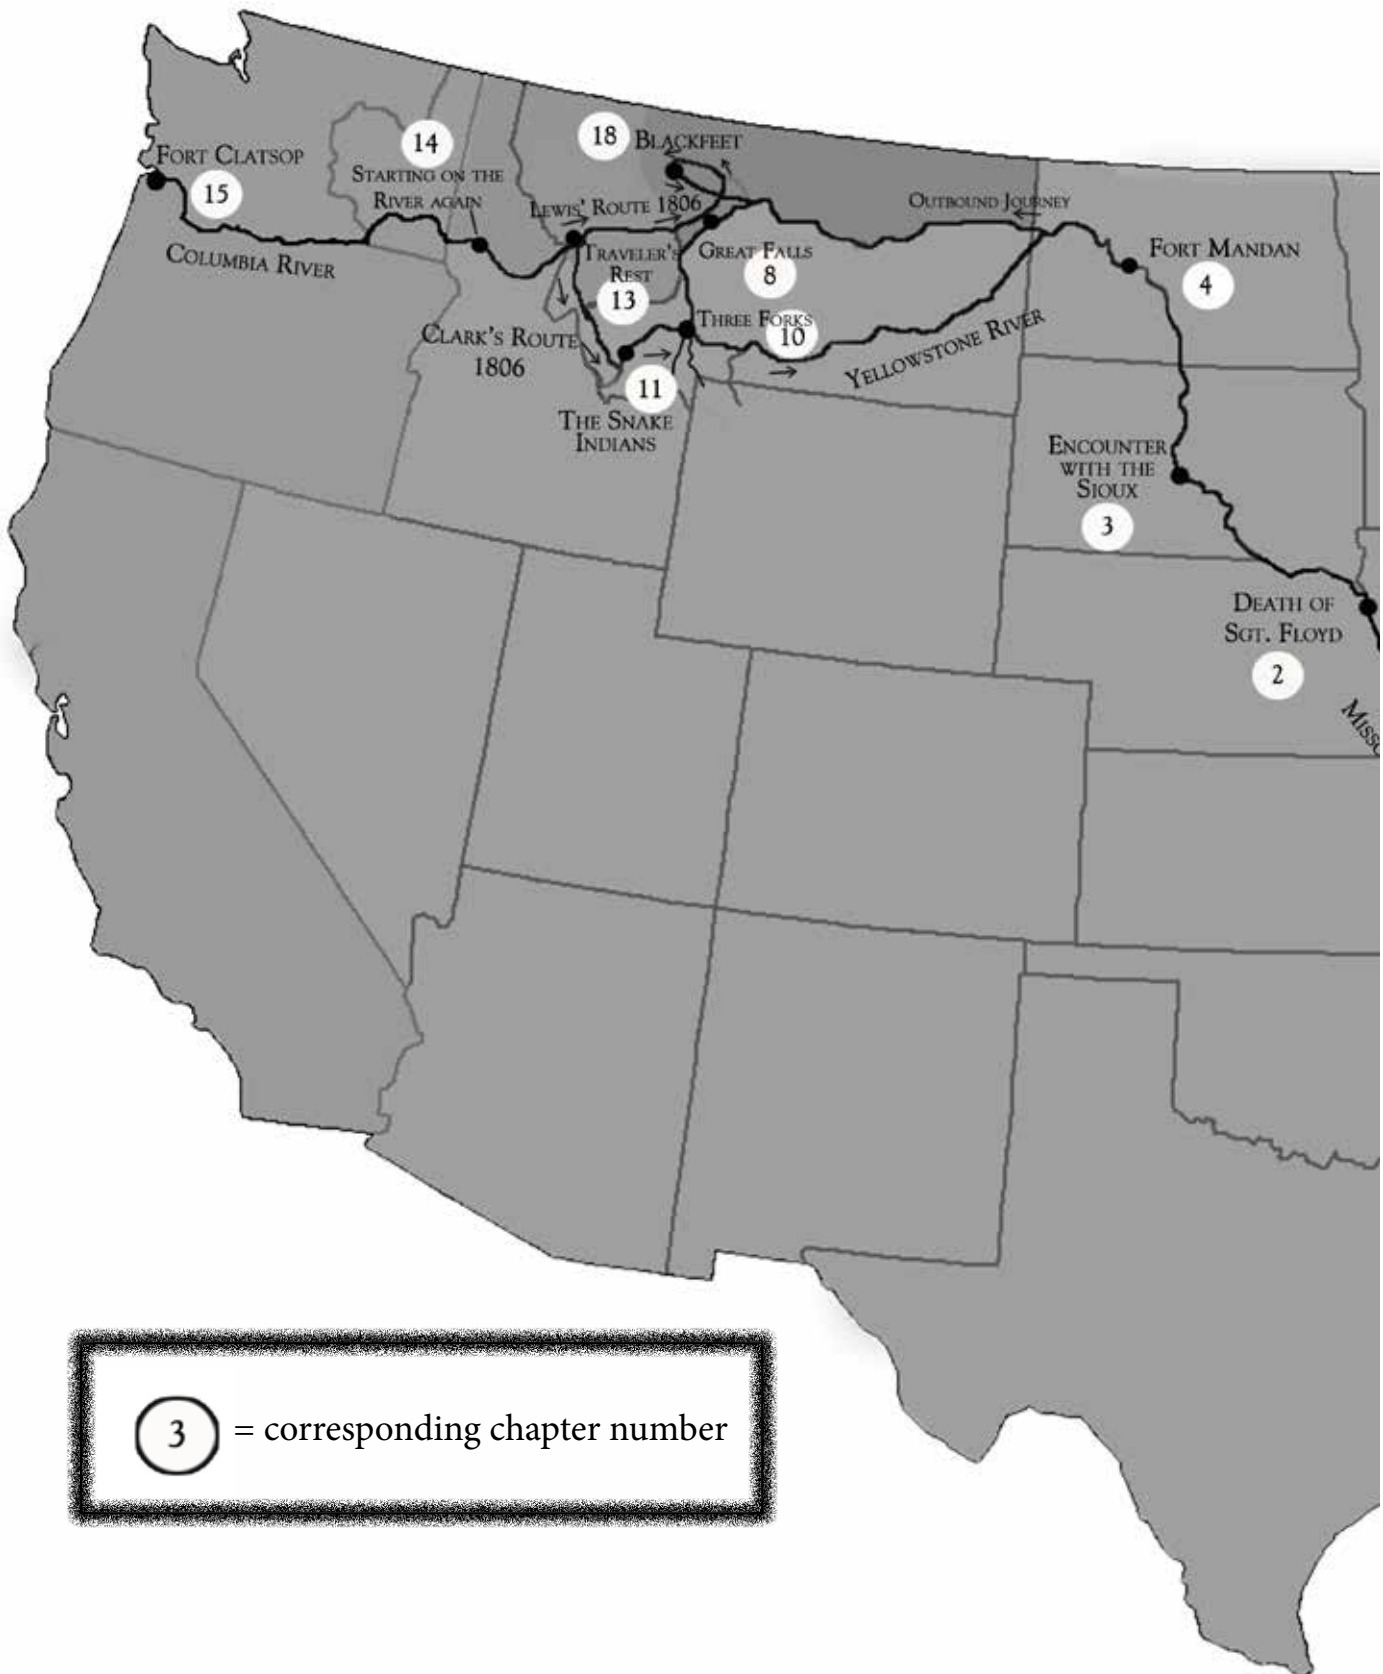 FORT CLATSOP
15
COLUMBIA RIVER
14
STARTING ON THE
RIVER AGAIN
18
BLACKFEET
LEWIS' ROUTE 1806
TRAVELER'S
REST
13
GREAT FALLS
8
OUTBOUND JOURNEY
FORT MANDAN
4
THREE FORKS
10
YELLOWSTONE RIVER
CLARK'S ROUTE
1806
11
THE SNAKE
INDIANS
ENCOUNTER
WITH THE
SIOUX
3
DEATH OF
SGT. FLOYD
2
MISSO
3 = corresponding chapter number